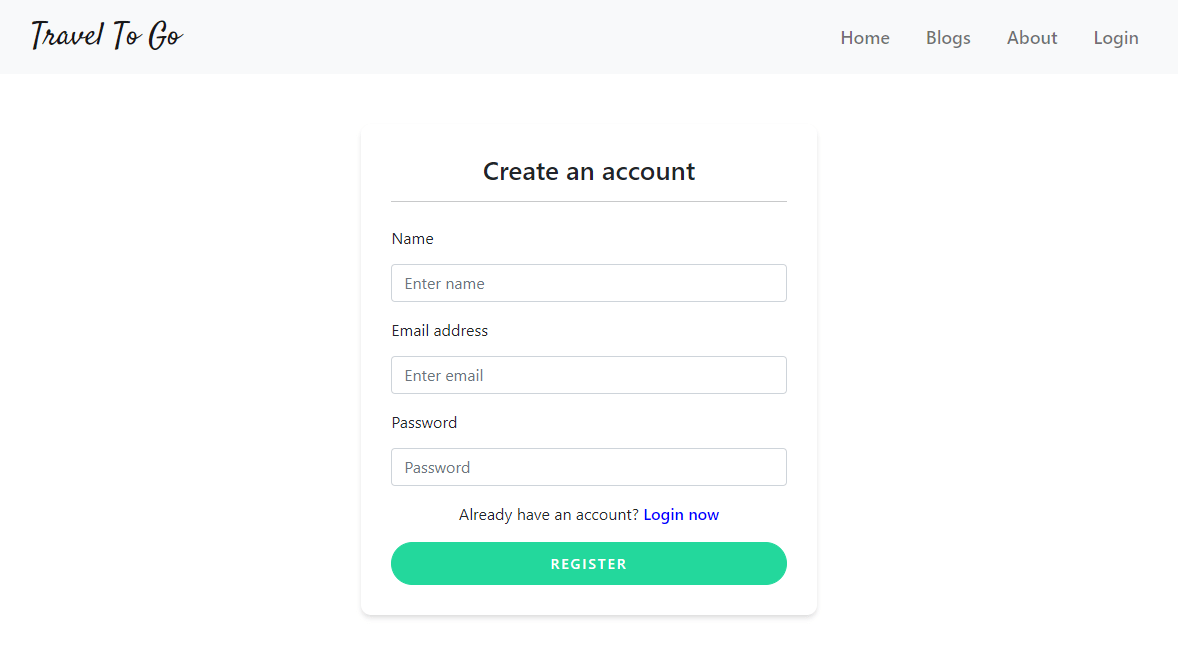 Travel To Go
Home Blogs About Login
Create an account
Name
Enter name
Email address
Enter email
Password
Password
Already have an account? Login now
REGISTER